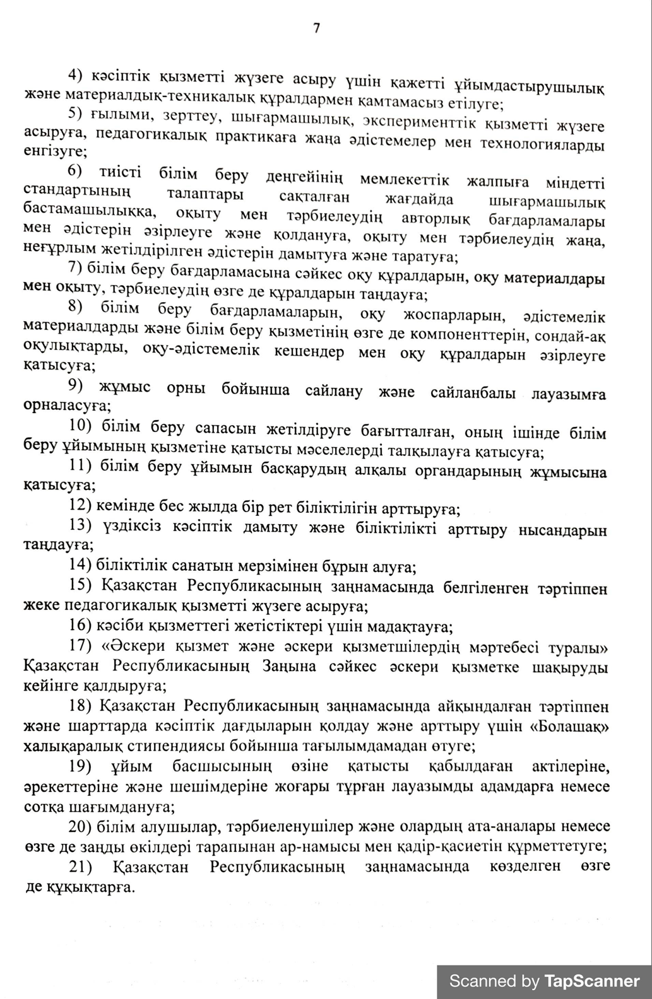 7
4) кәсіптік қызметті жүзеге асыру үшін қажетті ұйымдастырушылық
және материалдық-техникалық құралдармен қамтамасыз етілуге;
5) ғылыми, зерттеу, шығармашылық, эксперименттік қызметті жүзеге
асыруға, педагогикалық практикаға жаңа әдістемелер мен технологияларды
енгізуге;
6) тиісті білім беру деңгейінің мемлекеттік жалпыға міндетті
стандартының талаптары сақталған жағдайда шығармашылық
бастамашылыққа, оқыту мен тәрбиелеудің авторлық бағдарламалары
мен әдістерін әзірлеуге және қолдануға, оқыту мен тәрбиелеудің жаңа,
неғұрлым жетілдірілген әдістерін дамытуға және таратуға;
7) білім беру бағдарламасына сәйкес оқу құралдарын, оқу материалдары
мен оқыту, тәрбиелеудің өзге де құралдарын таңдауға;
8) білім беру бағдарламаларын, оқу жоспарларын, әдістемелік
материалдарды және білім беру қызметінің өзге де компоненттерін, сондай-ақ
оқулықтарды, оқу-әдістемелік кешендер мен оқу құралдарын әзірлеуге
қатысуға;
9) жұмыс орны бойынша сайлану және сайланбалы лауазымға
орналасуға;
10) білім беру сапасын жетілдіруге бағытталған, оның ішінде білім
беру ұйымының қызметіне қатысты мәселелерді талқылауға қатысуға;
11) білім беру ұйымын басқарудың алқалы органдарының жұмысына
қатысуға;
12) кемінде бес жылда бір рет біліктілігін арттыруға;
13) үздіксіз кәсіптік дамыту және біліктілікті арттыру нысандарын
таңдауға;
14) біліктілік санатын мерзімінен бұрын алуға;
15) Қазақстан Республикасының заңнамасында белгіленген тәртіппен
жеке педагогикалық қызметті жүзеге асыруға;
16) кәсіби қызметтегі жетістіктері үшін мадақтауға;
17) «Әскери қызмет және әскери қызметшілердің мәртебесі туралы»
Қазақстан Республикасының Заңына сәйкес әскери қызметке шақыруды
кейінге қалдыруға;
18) Қазақстан Республикасының заңнамасында айқындалған тәртіппен
және шарттарда кәсіптік дағдыларын қолдау және арттыру үшін «Болашақ»
халықаралық стипендиясы бойынша тағылымдамадан өтуге;
19) ұйым басшысының өзіне қатысты қабылдаған актілеріне,
әрекеттеріне және шешімдеріне жоғары тұрған лауазымды адамдарға немесе
сотқа шағымдануға;
20) білім алушылар, тәрбиеленушілер және олардың ата-аналары немесе
өзге де заңды өкілдері тарапынан ар-намысы мен қадір-қасиетін құрметтетуге;
21) Қазақстан Республикасының заңнамасында көзделген өзге
де құқықтарға.
Scanned by TapScanner